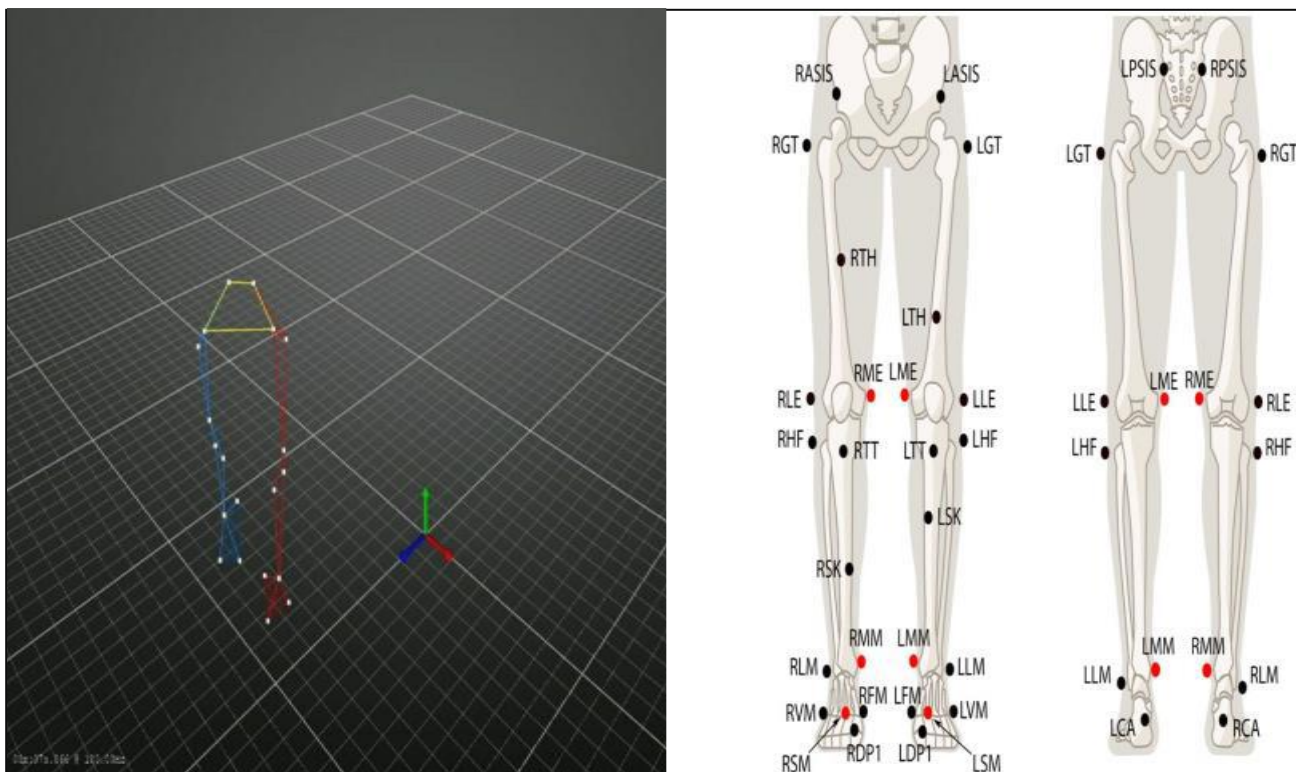 RASIS LASIS LPSIS RPSIS
RGT LGT LGT RGT
RTH
LTH
RME LME LME RME
RLE LLE LLE RLE
RHF RTT LTT LHF LHF RHF
LSK
RSK
RMM LMM LMM RMM
RLM LLM LLM RLM
RVM RFM LFM LVM LCA RCA
RSM RDP1 LDP1 LSM